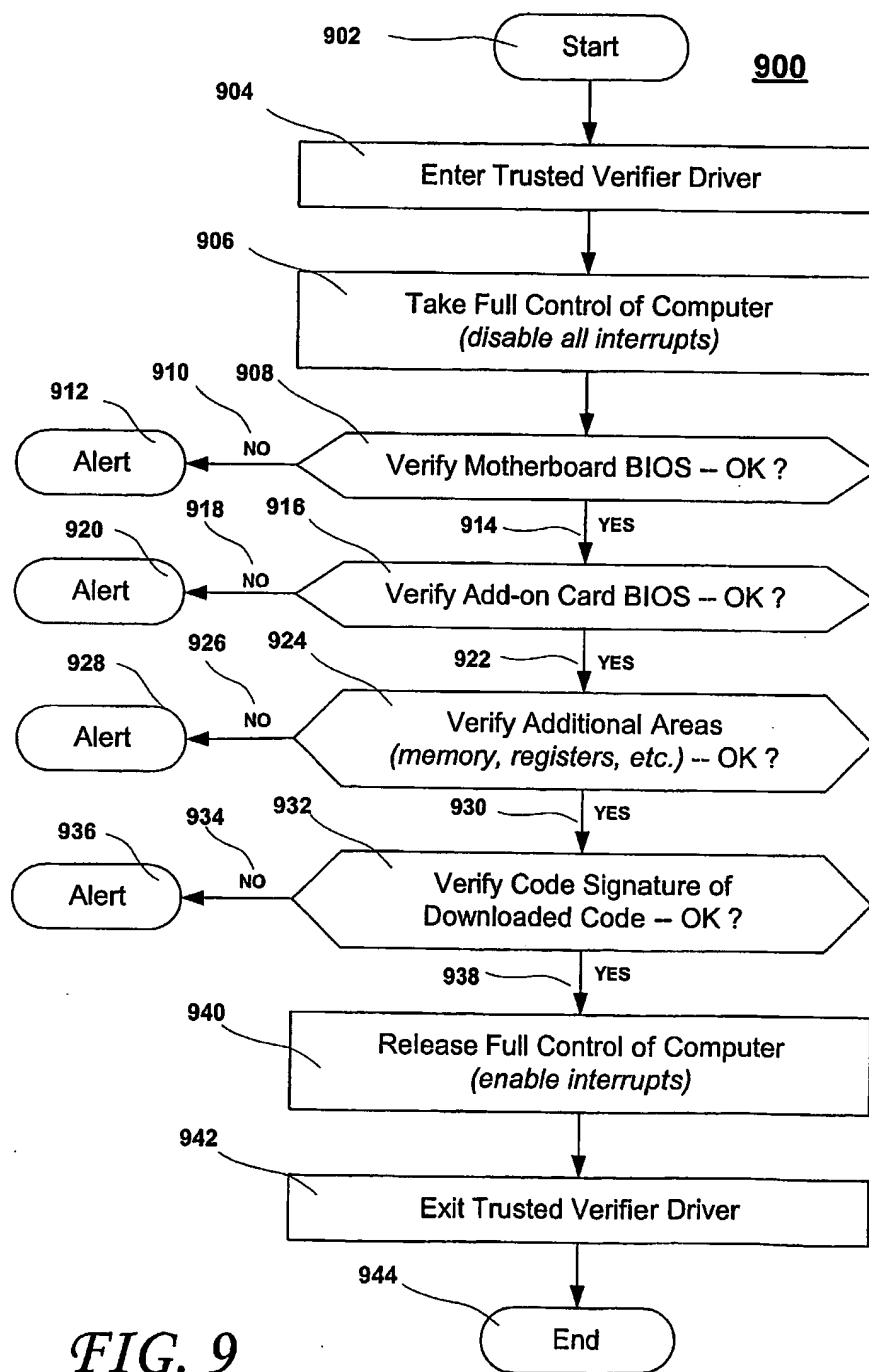 902
Start
900
904
Enter Trusted Verifier Driver
906
Take Full Control of Computer
(disable all interrupts)
912
910
908
Alert
NO
Verify Motherboard BIOS -- OK ?
914
YES
920
918
916
Alert
NO
Verify Add-on Card BIOS -- OK ?
922
YES
928
926
924
Alert
NO
Verify Additional Areas
(memory, registers, etc.) -- OK ?
930
YES
936
934
932
Alert
NO
Verify Code Signature of
Downloaded Code -- OK ?
938
YES
940
Release Full Control of Computer
(enable interrupts)
942
Exit Trusted Verifier Driver
944
End
FIG. 9